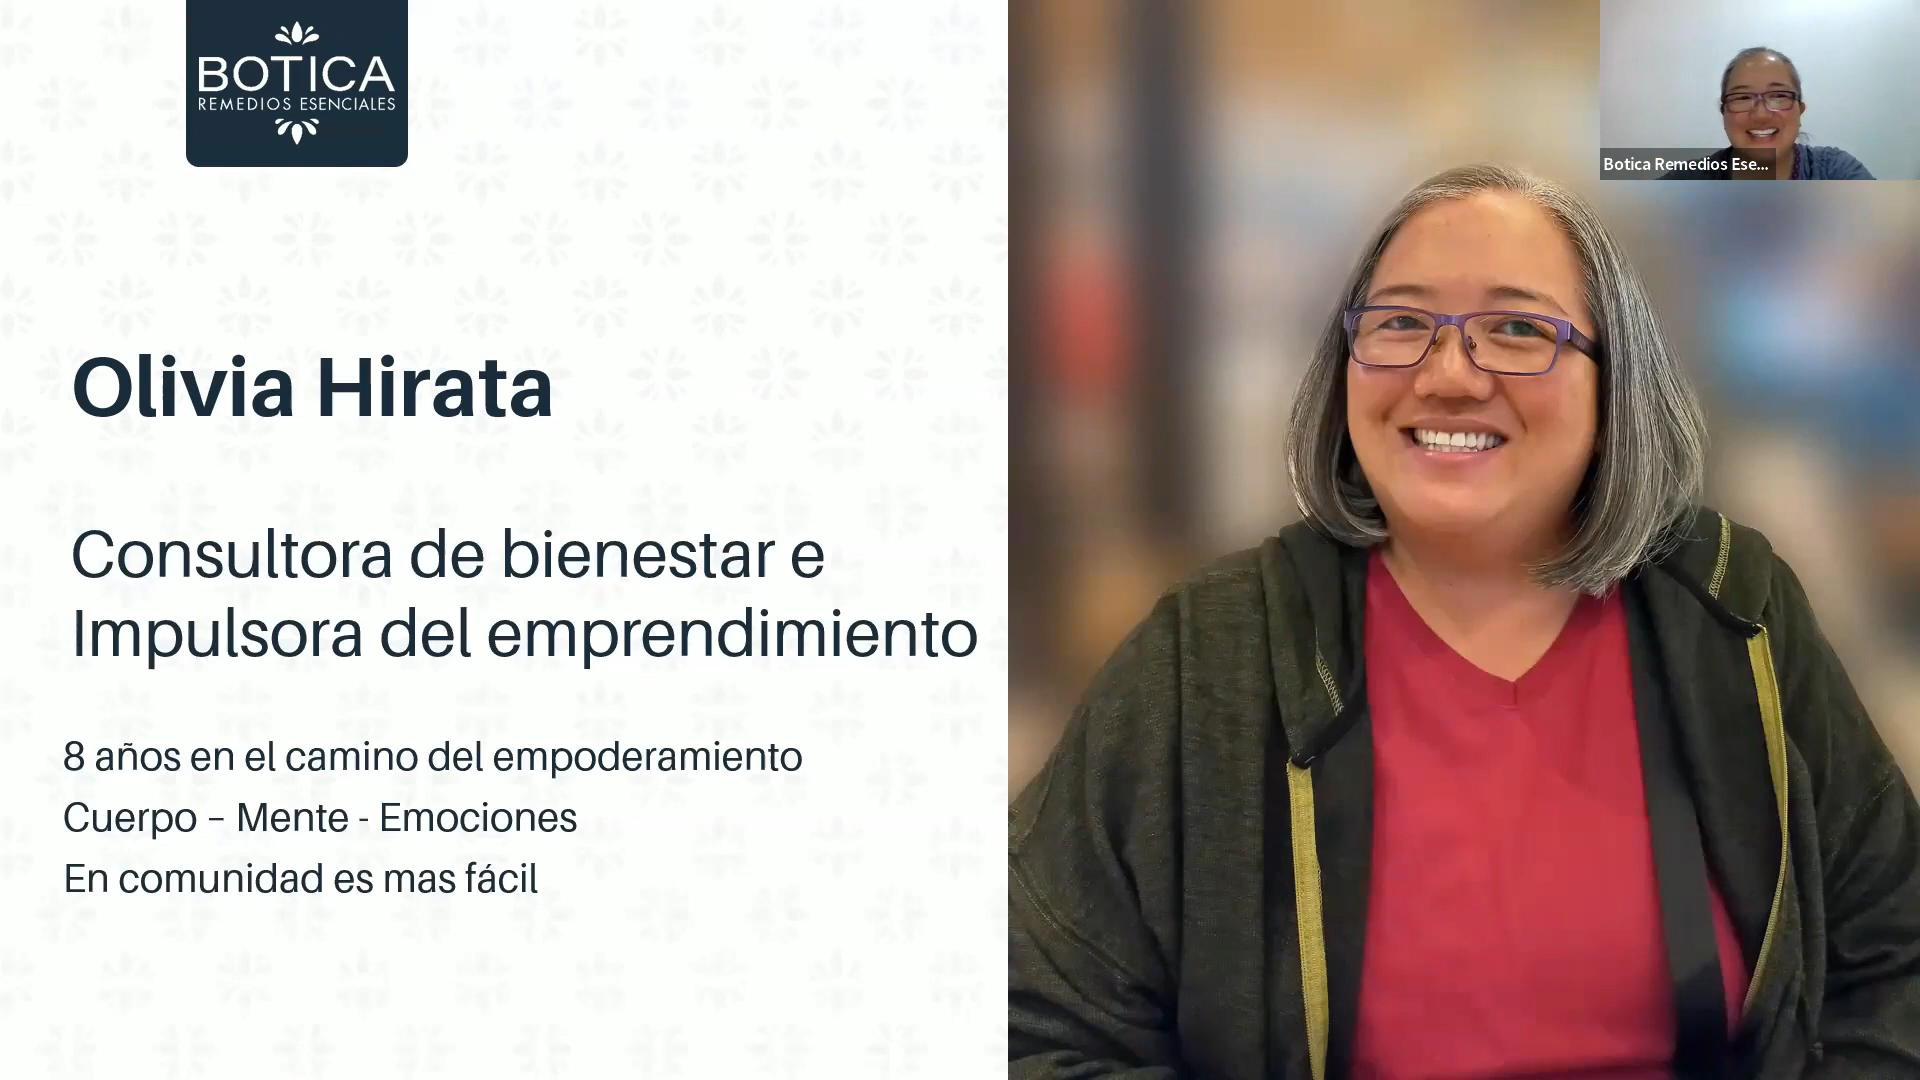 BOTICA
REMEDIOS ESENCIALES
Botica Remedios Ese...
Olivia Hirata
Consultora de bienestar e
Impulsora del emprendimiento
8 años en el camino del empoderamiento
Cuerpo – Mente - Emociones
En comunidad es mas fácil